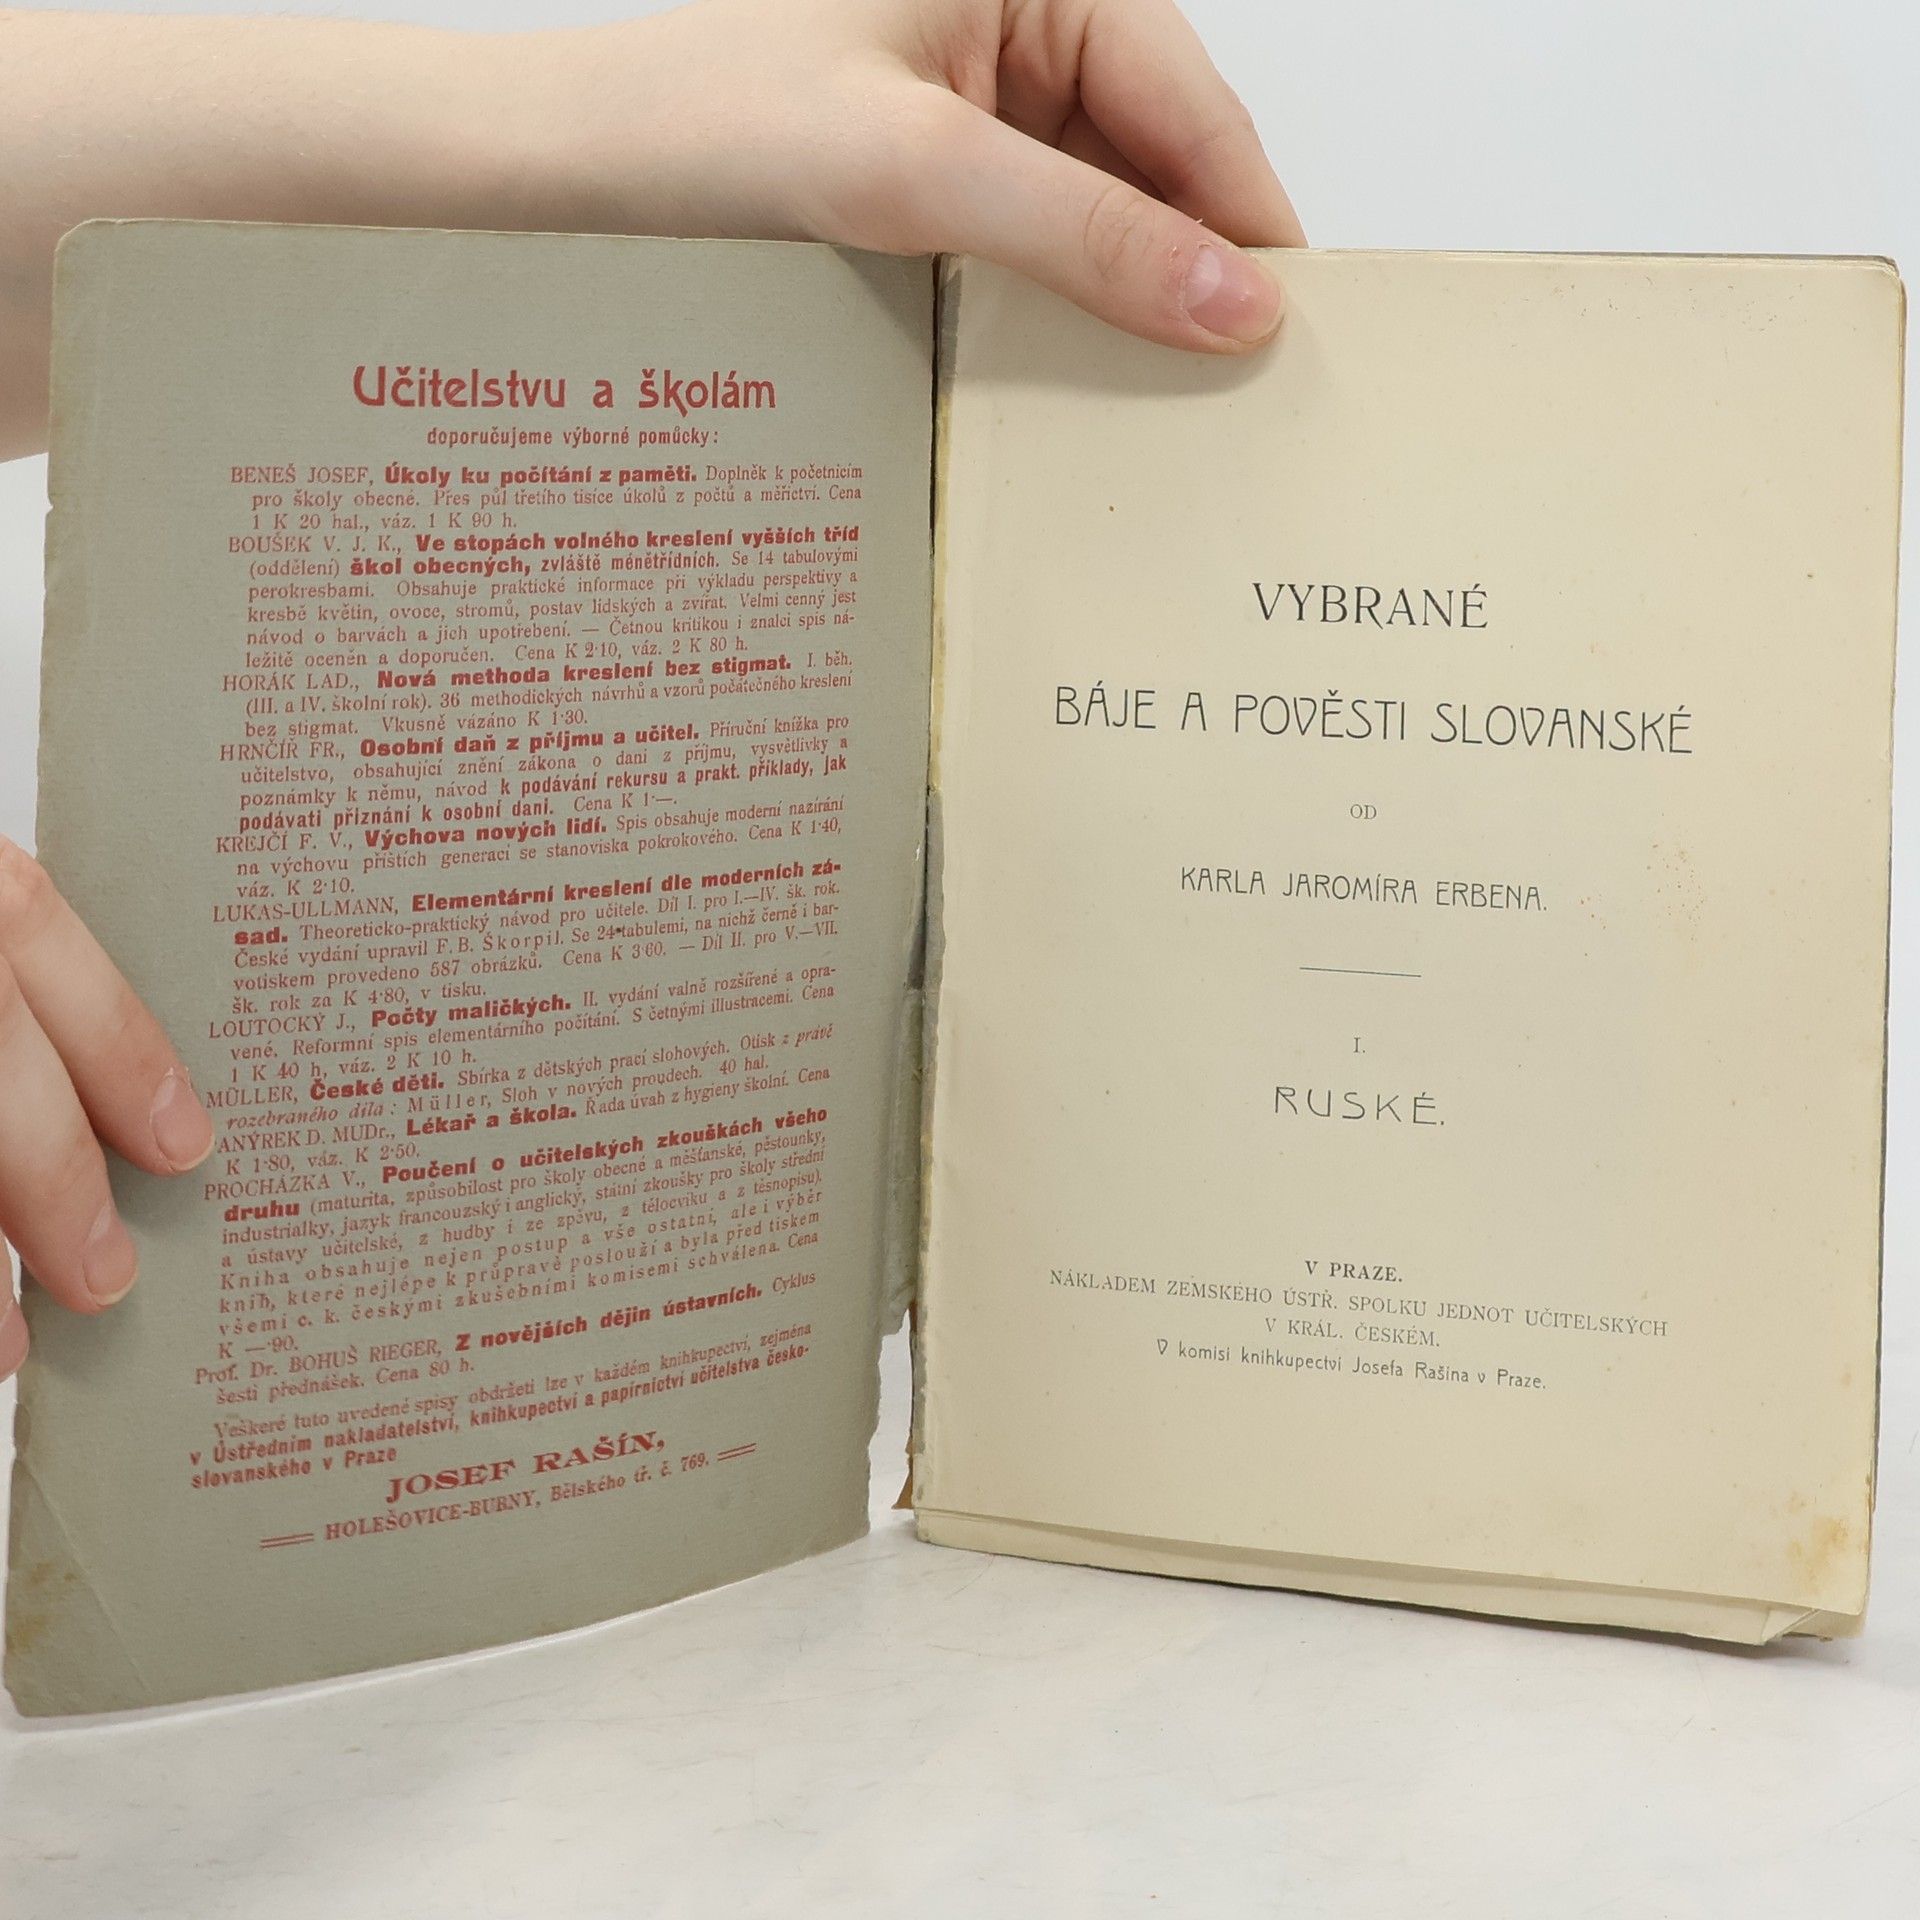 Učitelstvu a školám
doporučujeme výborné pomůcky:
BENEŠ JOSEF, Úkoly ku počítání z paměti. Doplněk k početnicím
pro školy obecné. Přes půl třetího tisíce úkolů z počtů a měřictví. Cena
1 K 20 hal., váz. 1 K 90 h.
BOUŠEK V. J. K., Ve stopách volného kreslení vyšších tříd
(oddělení) škol obecných, zvláště méně­třídních. Se 14 tabulovými
perokresbami. Obsahuje praktické informace při výkladu perspektivy a
kresbě květin, ovoce, stromů, postav lidských a zvířat. Velmi cenný jest
návod o barvách a jich upotřebení. — Četnou kritikou i znalci spis ná-
ležitě oceněn a doporučen. Cena K 2·10, váz. 2 K 80 h.
HORÁK LAD., Nová methoda kreslení bez stigmat. I. běh.
(III. a IV. školní rok). 36 methodických návrhů a vzorů počátečného kreslení
bez stigmat. Vkusně vázáno K 1·30.
HRNČÍŘ FR., Osobní daň z příjmu a učitel. Příruční knížka pro
učitelstvo, obsahující znění zákona o dani z příjmu, vysvětlivky a
poznámky k němu, návod k podávání rekursu a prakt. příklady, jak
podávati přiznání k osobní dani. Cena K 1·—.
KREJČÍ F. V., Výchova nových lidí. Spis obsahuje moderní nazírání
na výchovu příštích generací se stanoviska pokrokového. Cena K 1·40,
váz. K 2·10.
LUKAS-ULLMANN, Elementární kreslení dle moderních zá-
sad. Theoreticko-praktický návod pro učitele. Díl I. pro I.—IV. šk. rok.
České vydání upravil F. B. Škorpil. Se 24 tabulemi, na nichž černě i bar-
votiskem provedeno 587 obrázků. Cena K 3·60. — Díl II. pro V.—VII.
šk. rok za K 4·80, v tisku.
LOUTOCKÝ J., Počty maličkých. II. vydání valně rozšířené a opra-
vené. Reformní spis elementárního počítání. S četnými illustracemi. Cena
1 K 40 h, váz. 2 K 10 h.
MÜLLER, České děti. Sbírka z dětských prací slohových. Otisk z právě
rozebraného díla: Müller, Sloh v nových proudech. 40 hal.
ANÝREK D. MUDr., Lékař a škola. Řada úvah z hygieny školní. Cena
K 1·80, váz. K 2·50.
PROCHÁZKA V., Poučení o učitelských zkouškách všeho
druhu (maturita, způsobilost pro školy obecné a měšťanské, pěstounky,
industrialky, jazyk francouzský i anglický, státní zkoušky pro školy střední
a ústavy učitelské, z hudby i ze zpěvu, z tělocviku a z těsnopisu).
Kniha obsahuje nejen postup a vše ostatní, ale i výběr
knih, které nejlépe k průpravě poslouží a byla před tiskem
všemi c. k. českými zkušebními komisemi schválena. Cena
K —·90.
Prof. Dr. BOHUŠ RIEGER, Z novějších dějin ústavních. Cyklus
šesti přednášek. Cena 80 h.
Veškeré tuto uvedené spisy obdržeti lze v každém knihkupectví, zejména
v Ústředním nakladatelství, knihkupectví a papírnictví učitelstva česko-
slovanského v Praze
JOSEF RAŠÍN,
HOLEŠOVICE-BUBNY, Bělského tř. č. 769.
VYBRANÉ
BÁJE A POVĚSTI SLOVANSKÉ
OD
KARLA JAROMÍRA ERBENA.
I.
RUSKÉ.
V PRAZE.
NÁKLADEM ZEMSKÉHO ÚSTŘ. SPOLKU JEDNOT UČITELSKÝCH
V KRÁL. ČESKÉM.
V komisi knihkupectví Josefa Rašína v Praze.